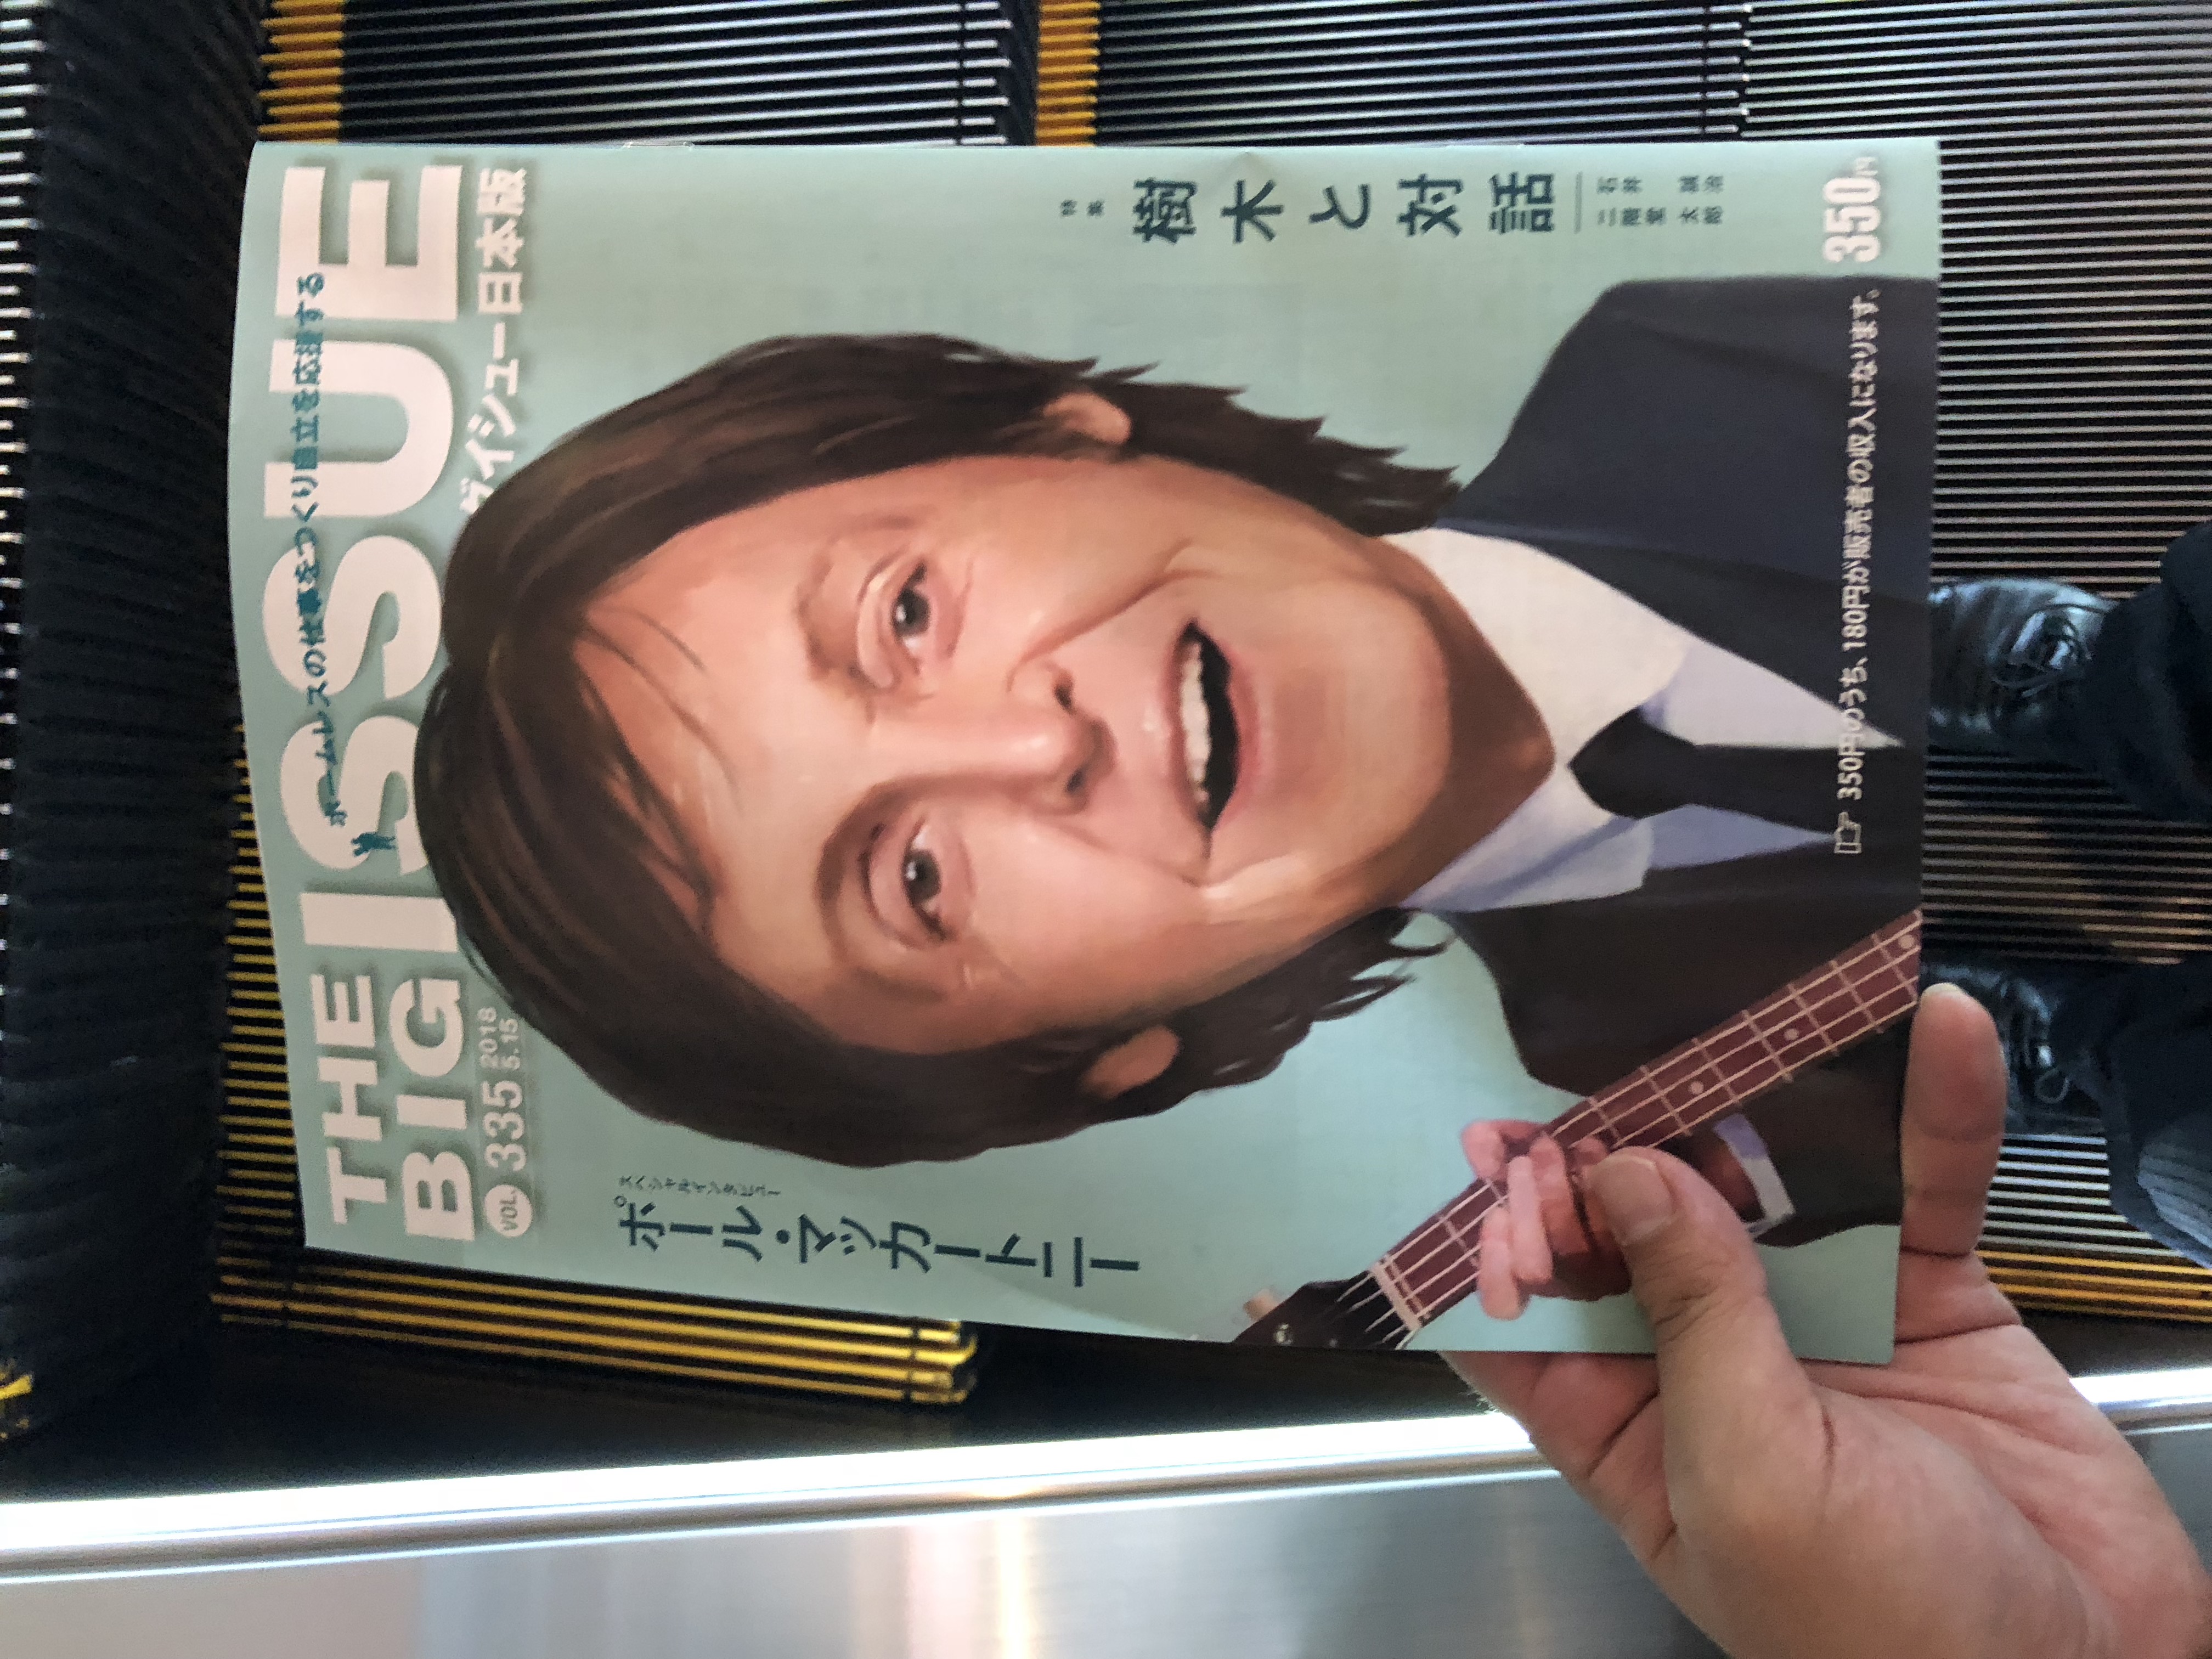 THE BIG ISSUE
ホームレスの仕事をつくり自立を応援する
グイシュー日本版
VOL. 335 2018 5.15
スペシャルインタビュー
ポール・マッカートニー
特集
樹木と対話
石井 誠治
二階堂 太郎
350円のうち、180円が販売者の収入になります。
350円